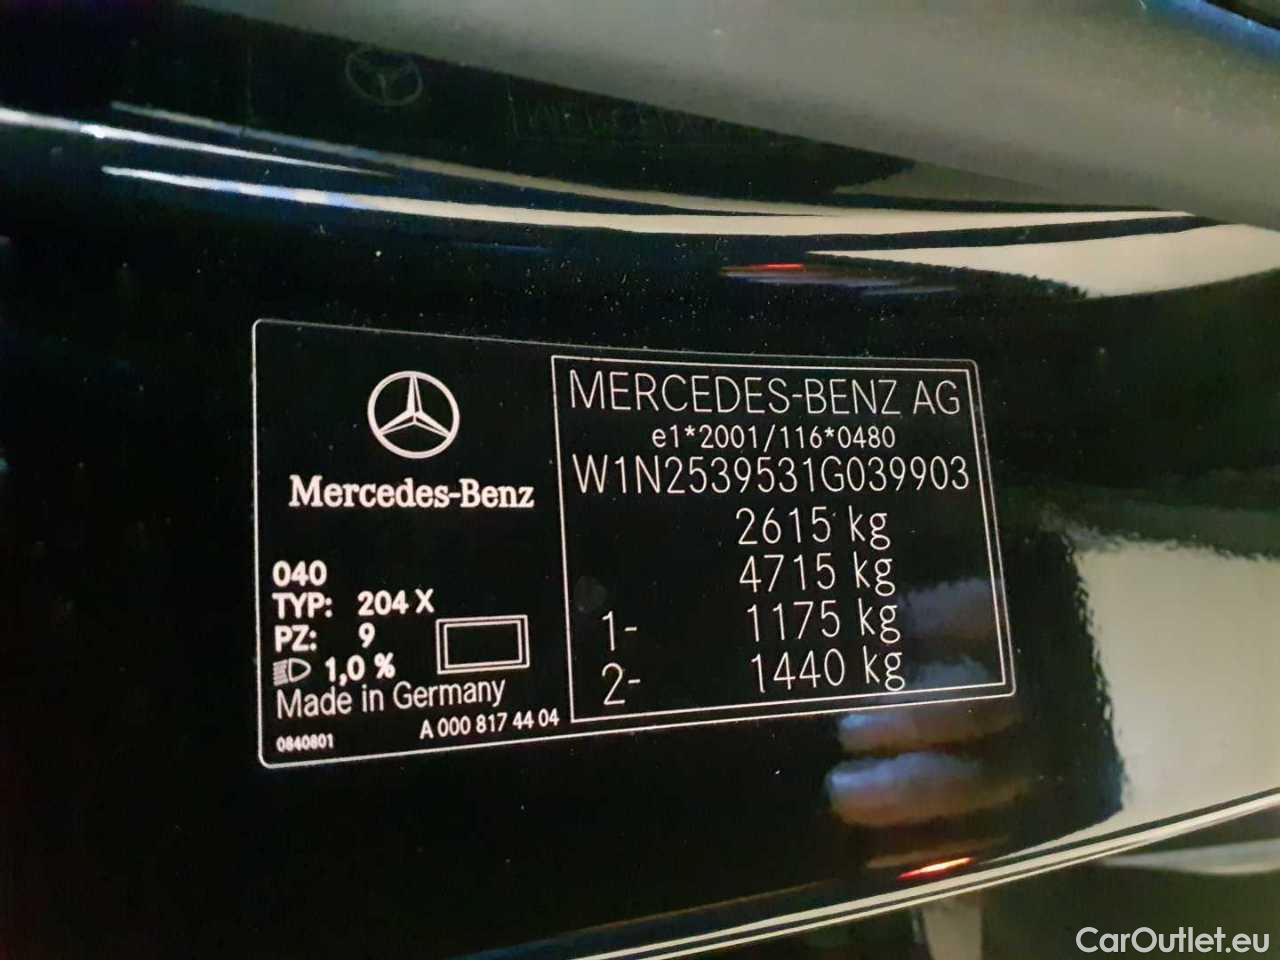 Mercedes-Benz
040
TYP: 204 X
PZ: 9
1,0 %
Made in Germany
0840801
A 000 817 44 04
MERCEDES-BENZ AG
e1*2001/116*0480
W1N2539531G039903
2615 kg
4715 kg
1- 1175 kg
2- 1440 kg
CarOutlet.eu